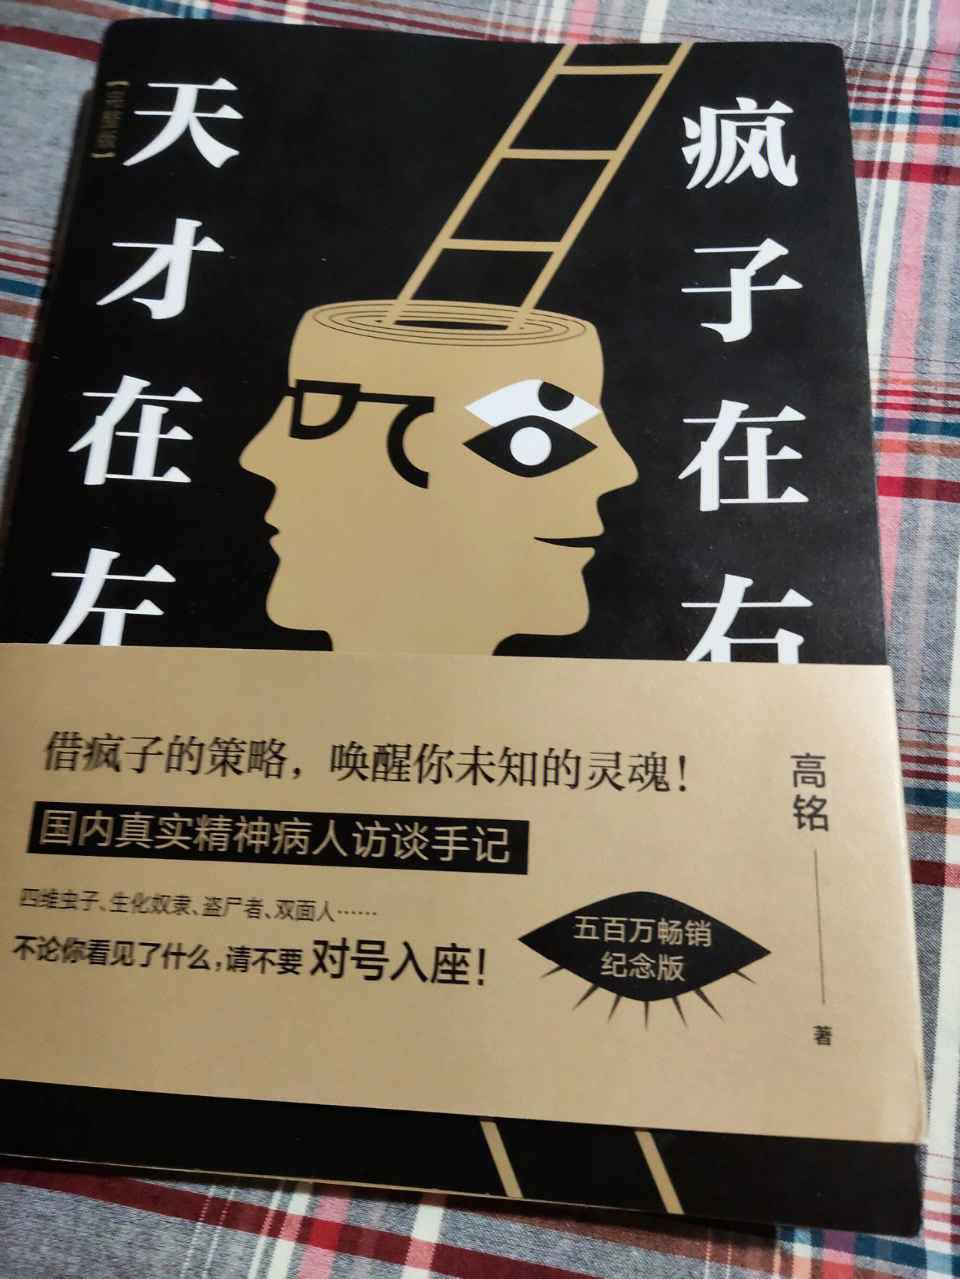 天才在左
疯子在右
借疯子的策略，唤醒你未知的灵魂！
国内真实精神病人访谈手记
四维虫子、生化奴隶、盗尸者、双面人……
不论你看见了什么，请不要 对号入座！
五百万畅销
纪念版
高铭
著